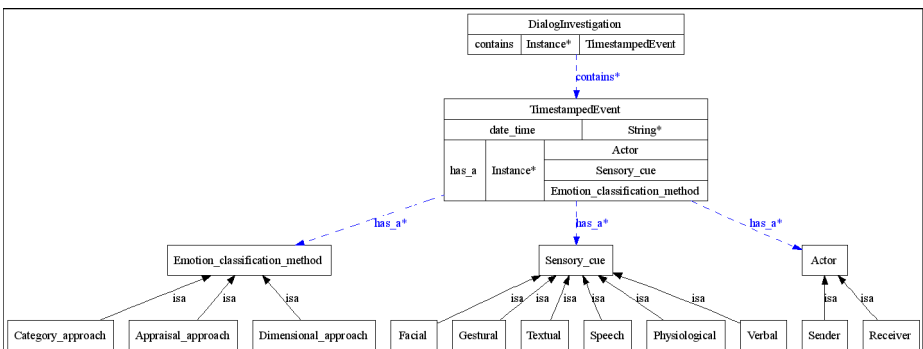 DialogInvestigation
contains Instance* TimestampedEvent
contains*
TimestampedEvent
date_time String*
has_a Instance* Actor
Sensory_cue
Emotion_classification_method
has_a* has_a* has_a*
Emotion_classification_method Sensory_cue Actor
isa isa isa isa isa isa isa isa isa isa isa
Category_approach Appraisal_approach Dimensional_approach Facial Gestural Textual Speech Physiological Verbal Sender Receiver